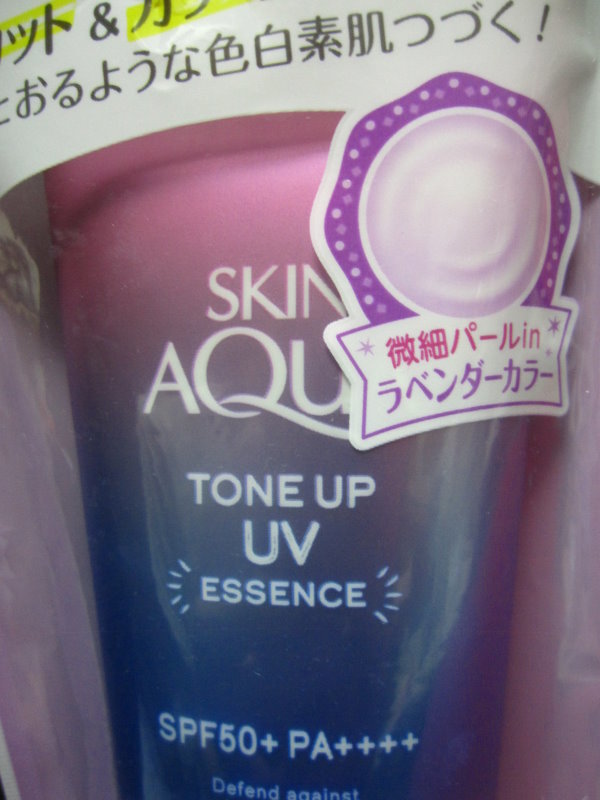 ット & カラー
とおるような色白素肌つづく!
SKIN
AQU
微細パールin
ラベンダーカラー
TONE UP
UV
ESSENCE
SPF50+ PA++++
Defend against